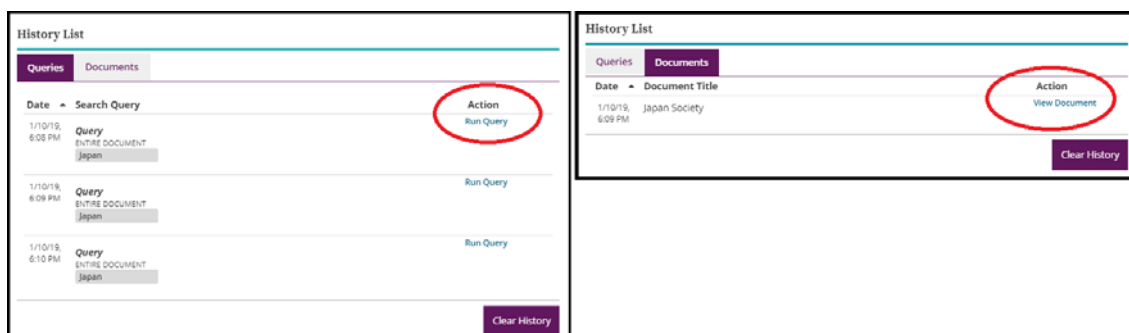 History List
Queries Documents
Date Search Query Action
1/10/19, 6:08 PM Query Run Query
ENTIRE DOCUMENT
Japan
1/10/19, 6:09 PM Query Run Query
ENTIRE DOCUMENT
Japan
1/10/19, 6:10 PM Query Run Query
ENTIRE DOCUMENT
Japan
Clear History
History List
Queries Documents
Date Document Title Action
1/10/19, 6:09 PM Japan Society View Document
Clear History